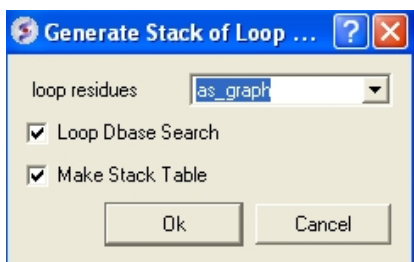 Generate Stack of Loop ...
loop residues as_graph
Loop Dbase Search
Make Stack Table
Ok Cancel